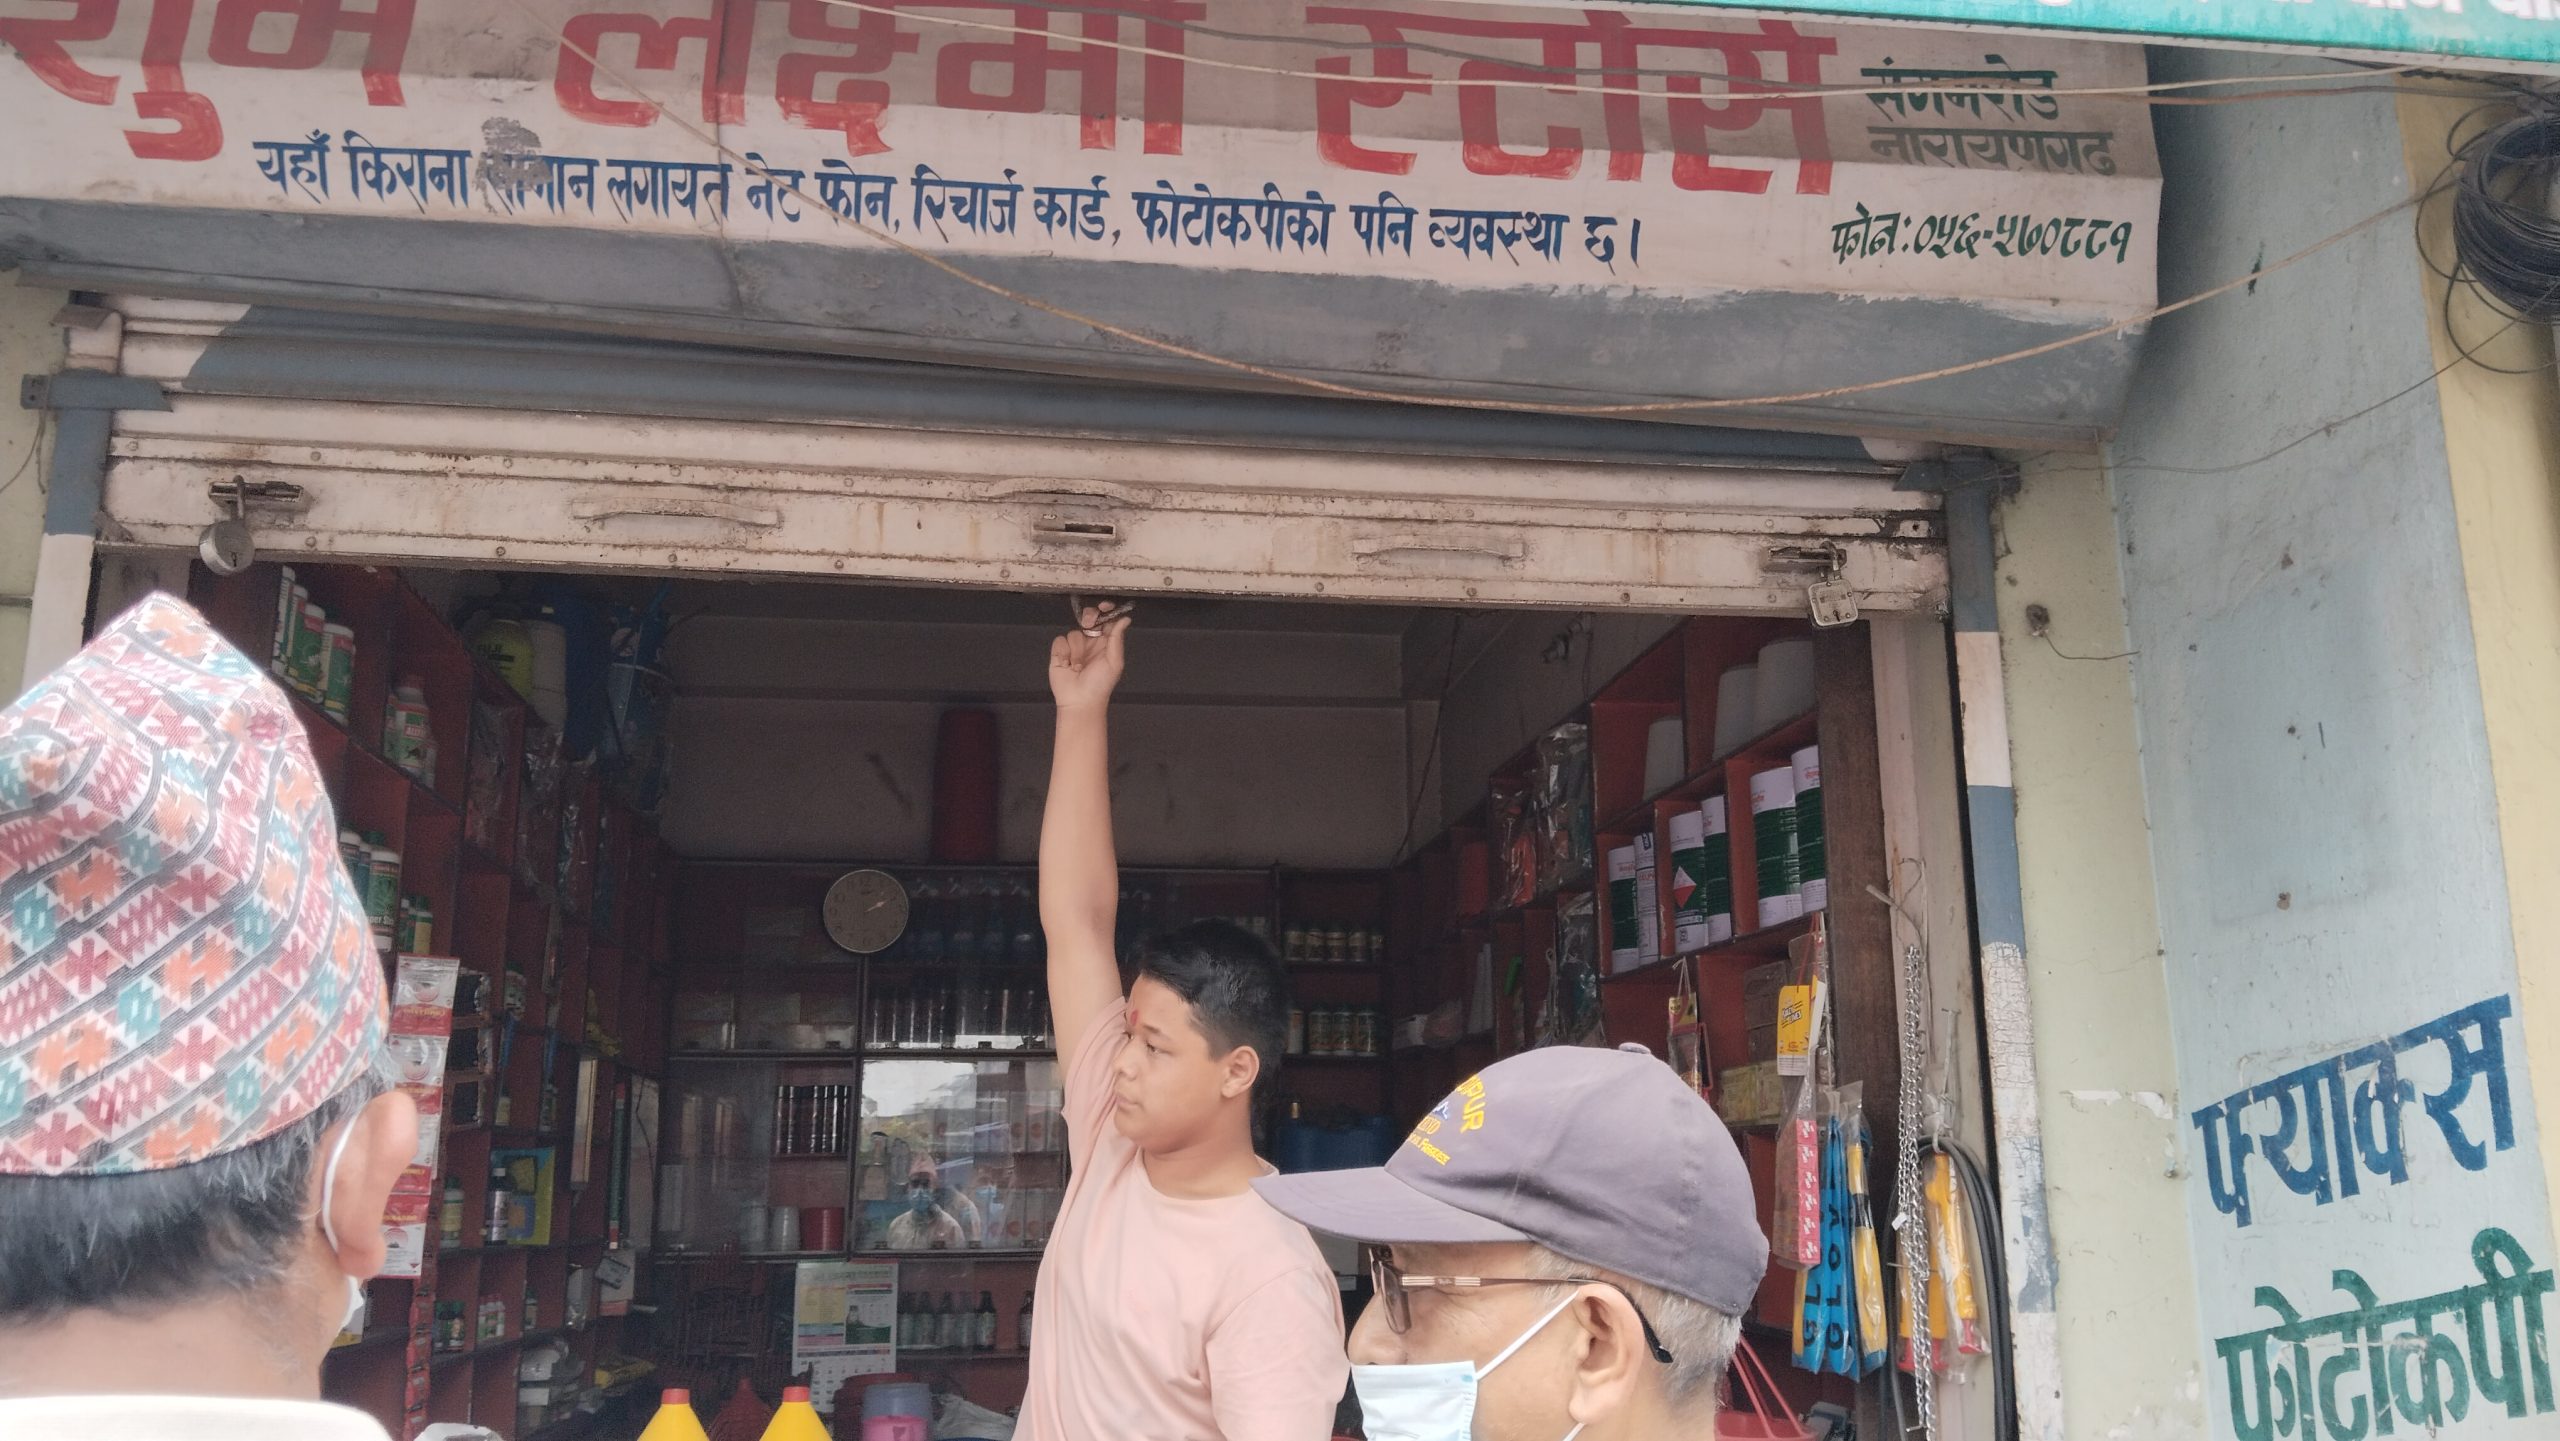 शुभ लक्ष्मी स्टोर्स
संगमरोड
नारायणगढ
यहाँ किराना सामान लगायत नेट फोन, रिचार्ज कार्ड, फोटोकपीको पनि व्यवस्था छ।
फोन: ०५६-५७०८८१
फ्याक्स
फोटोकपी